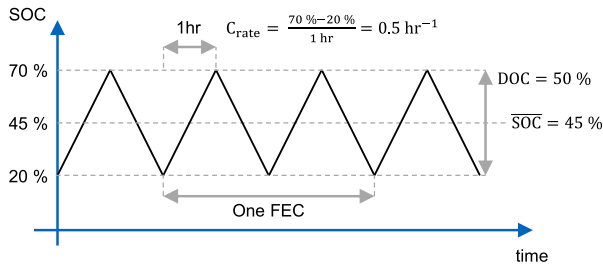 SOC
1hr
C_rate = (70 %−20 %)/(1 hr) = 0.5 hr⁻¹
70 %
DOC = 50 %
45 %
S̅O̅C̅ = 45 %
20 %
One FEC
time